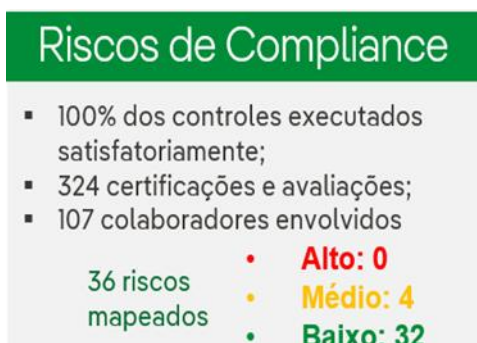 Riscos de Compliance
▪ 100% dos controles executados
satisfatoriamente;
▪ 324 certificações e avaliações;
▪ 107 colaboradores envolvidos
36 riscos
mapeados
• Alto: 0
• Médio: 4
• Baixo: 32